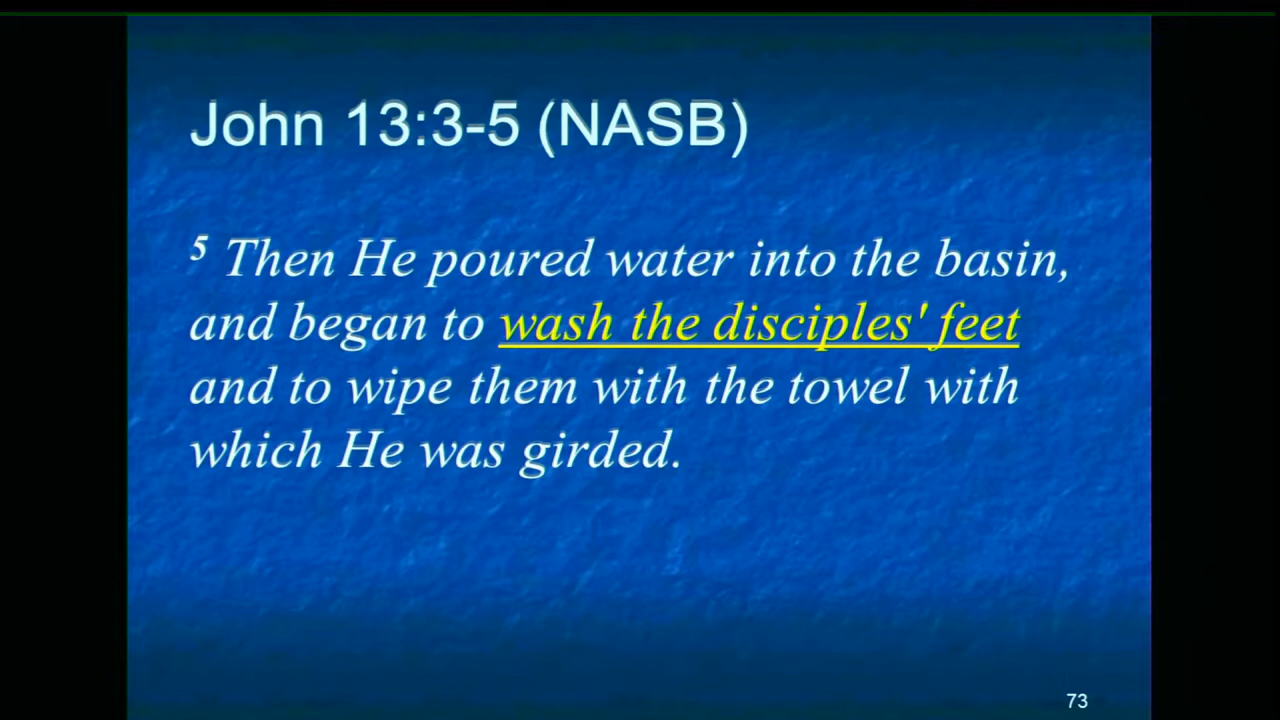 John 13:3-5 (NASB)
5 Then He poured water into the basin,
and began to wash the disciples' feet
and to wipe them with the towel with
which He was girded.
73